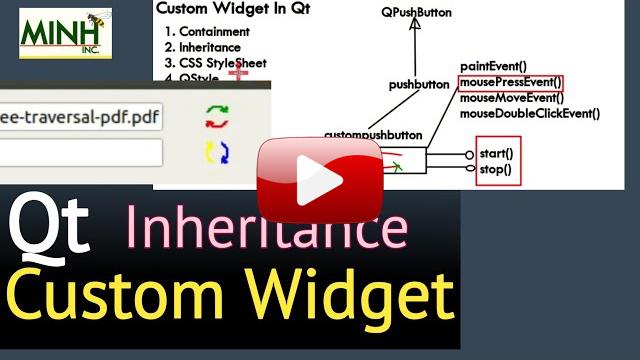 MINH
INC.
Custom Widget In Qt
1. Containment
2. Inheritance
3. CSS StyleSheet
4. QStyle
QPushButton
pushbutton
custompushbutton
paintEvent()
mousePressEvent()
mouseMoveEvent()
mouseDoubleClickEvent()
start()
stop()
ee-traversal-pdf.pdf
Qt Inheritance
Custom Widget